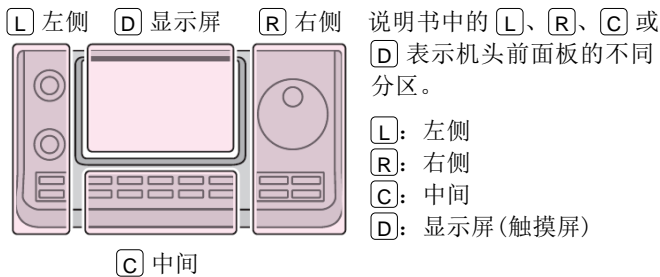 L 左侧 D 显示屏 R 右侧
C 中间
说明书中的 L、R、C 或
D 表示机头前面板的不同
分区。
L：左侧
R：右侧
C：中间
D：显示屏(触摸屏)